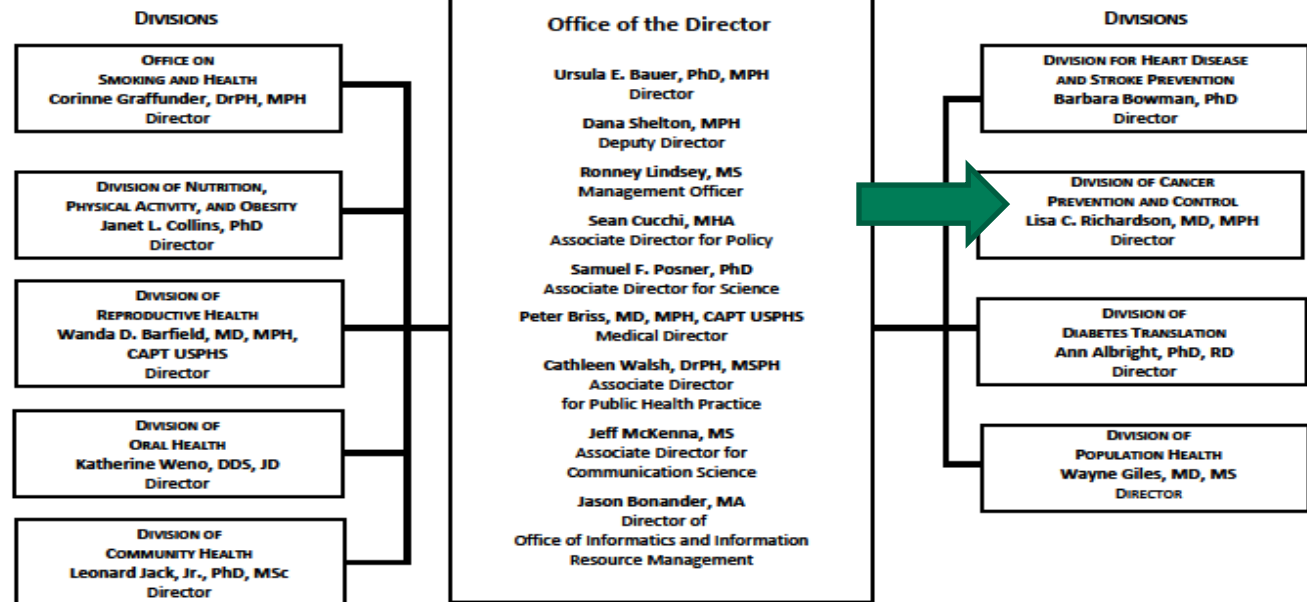 DIVISIONS
OFFICE ON
SMOKING AND HEALTH
Corinne Graffunder, DrPH, MPH
Director
DIVISION OF NUTRITION,
PHYSICAL ACTIVITY, AND OBESITY
Janet L. Collins, PhD
Director
DIVISION OF
REPRODUCTIVE HEALTH
Wanda D. Barfield, MD, MPH,
CAPT USPHS
Director
DIVISION OF
ORAL HEALTH
Katherine Weno, DDS, JD
Director
DIVISION OF
COMMUNITY HEALTH
Leonard Jack, Jr., PhD, MSc
Director
Office of the Director
Ursula E. Bauer, PhD, MPH
Director
Dana Shelton, MPH
Deputy Director
Ronney Lindsey, MS
Management Officer
Sean Cucchi, MHA
Associate Director for Policy
Samuel F. Posner, PhD
Associate Director for Science
Peter Briss, MD, MPH, CAPT USPHS
Medical Director
Cathleen Walsh, DrPH, MSPH
Associate Director
for Public Health Practice
Jeff McKenna, MS
Associate Director for
Communication Science
Jason Bonander, MA
Director of
Office of Informatics and Information
Resource Management
DIVISIONS
DIVISION FOR HEART DISEASE
AND STROKE PREVENTION
Barbara Bowman, PhD
Director
DIVISION OF CANCER
PREVENTION AND CONTROL
Lisa C. Richardson, MD, MPH
Director
DIVISION OF
DIABETES TRANSLATION
Ann Albright, PhD, RD
Director
DIVISION OF
POPULATION HEALTH
Wayne Giles, MD, MS
DIRECTOR